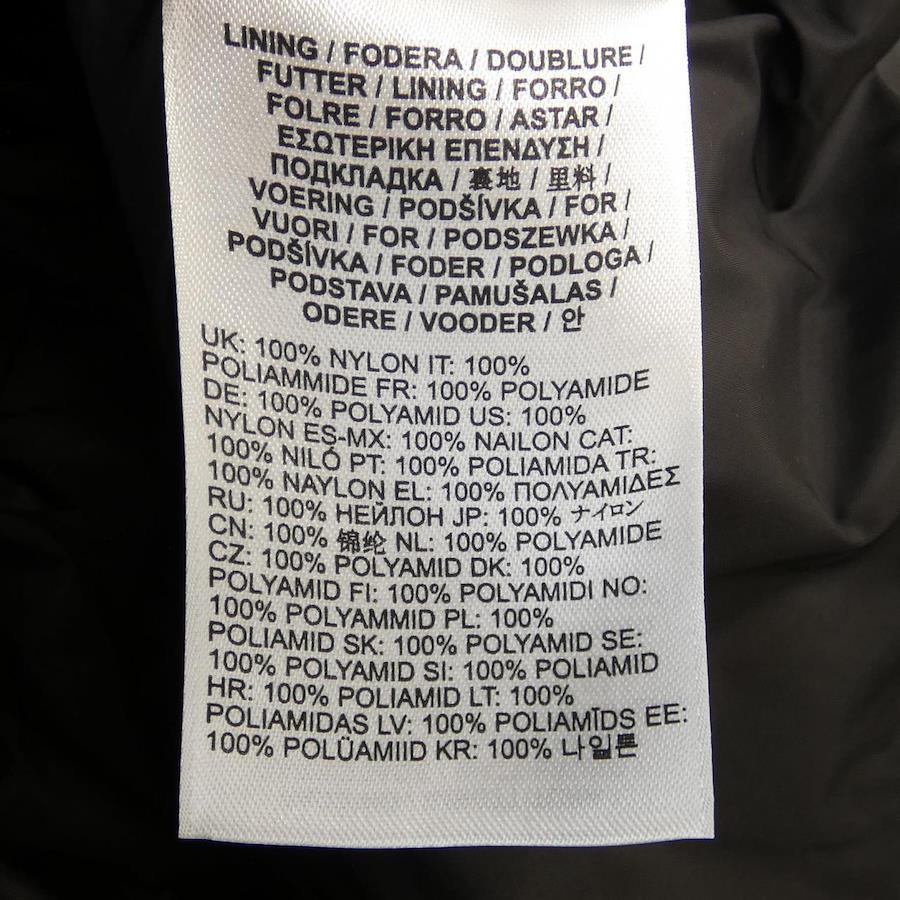 LINING / FODERA / DOUBLURE /
FUTTER / LINING / FORRO /
FOLRE / FORRO / ASTAR /
ΕΣΩΤΕΡΙΚΗ ΕΠΕΝΔΥΣΗ /
ПОДКЛАДКА / 裏地 / 里料 /
VOERING / PODŠÍVKA / FOR /
VUORI / FOR / PODSZEWKA /
PODŠÍVKA / FODER / PODLOGA /
PODSTAVA / PAMUŠALAS /
ODERE / VOODER / 안
UK: 100% NYLON IT: 100%
POLIAMMIDE FR: 100% POLYAMIDE
DE: 100% POLYAMID US: 100%
NYLON ES-MX: 100% NAILON CAT:
100% NILÓ PT: 100% POLIAMIDA TR:
100% NAYLON EL: 100% ΠΟΛΥΑΜΙΔΕΣ
RU: 100% НЕЙЛОН JP: 100% ナイロン
CN: 100% 锦纶 NL: 100% POLYAMIDE
CZ: 100% POLYAMID DK: 100%
POLYAMID FI: 100% POLYAMIDI NO:
100% POLYAMMID PL: 100%
POLIAMID SK: 100% POLYAMID SE:
100% POLYAMID SI: 100% POLIAMID
HR: 100% POLIAMID LT: 100%
POLIAMIDAS LV: 100% POLIAMĪDS EE:
100% POLÜAMIID KR: 100% 나일론